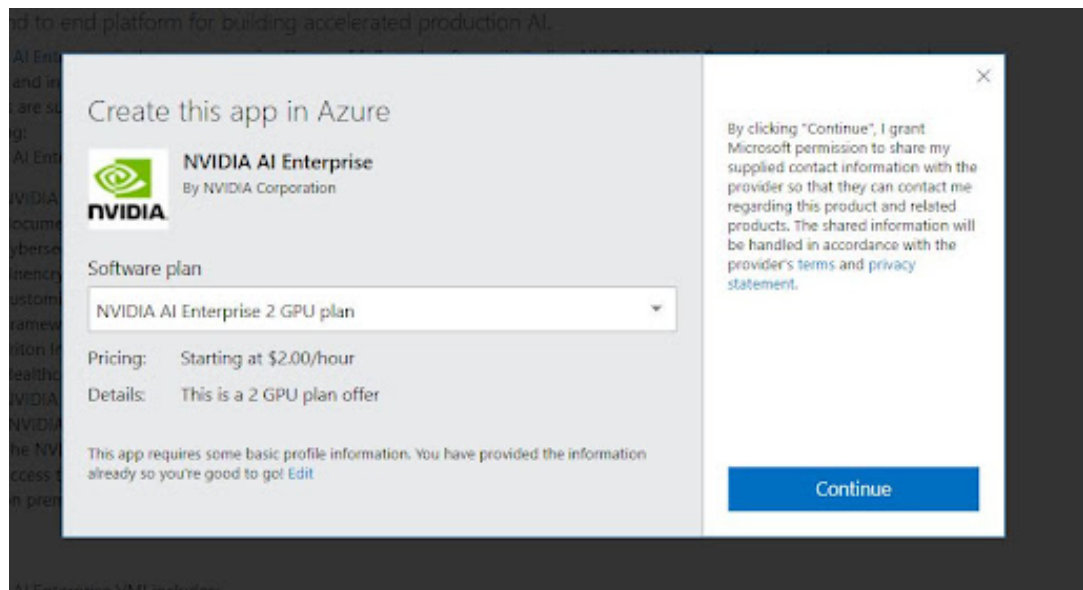 nd to end platform for building accelerated production AI.
Create this app in Azure
NVIDIA AI Enterprise
By NVIDIA Corporation
NVIDIA.
Software plan
NVIDIA AI Enterprise 2 GPU plan
Pricing: Starting at $2.00/hour
Details: This is a 2 GPU plan offer
This app requires some basic profile information. You have provided the information
already so you're good to go! Edit
By clicking "Continue", I grant
Microsoft permission to share my
supplied contact information with the
provider so that they can contact me
regarding this product and related
products. The shared information will
be handled in accordance with the
provider's terms and privacy
statement.
Continue